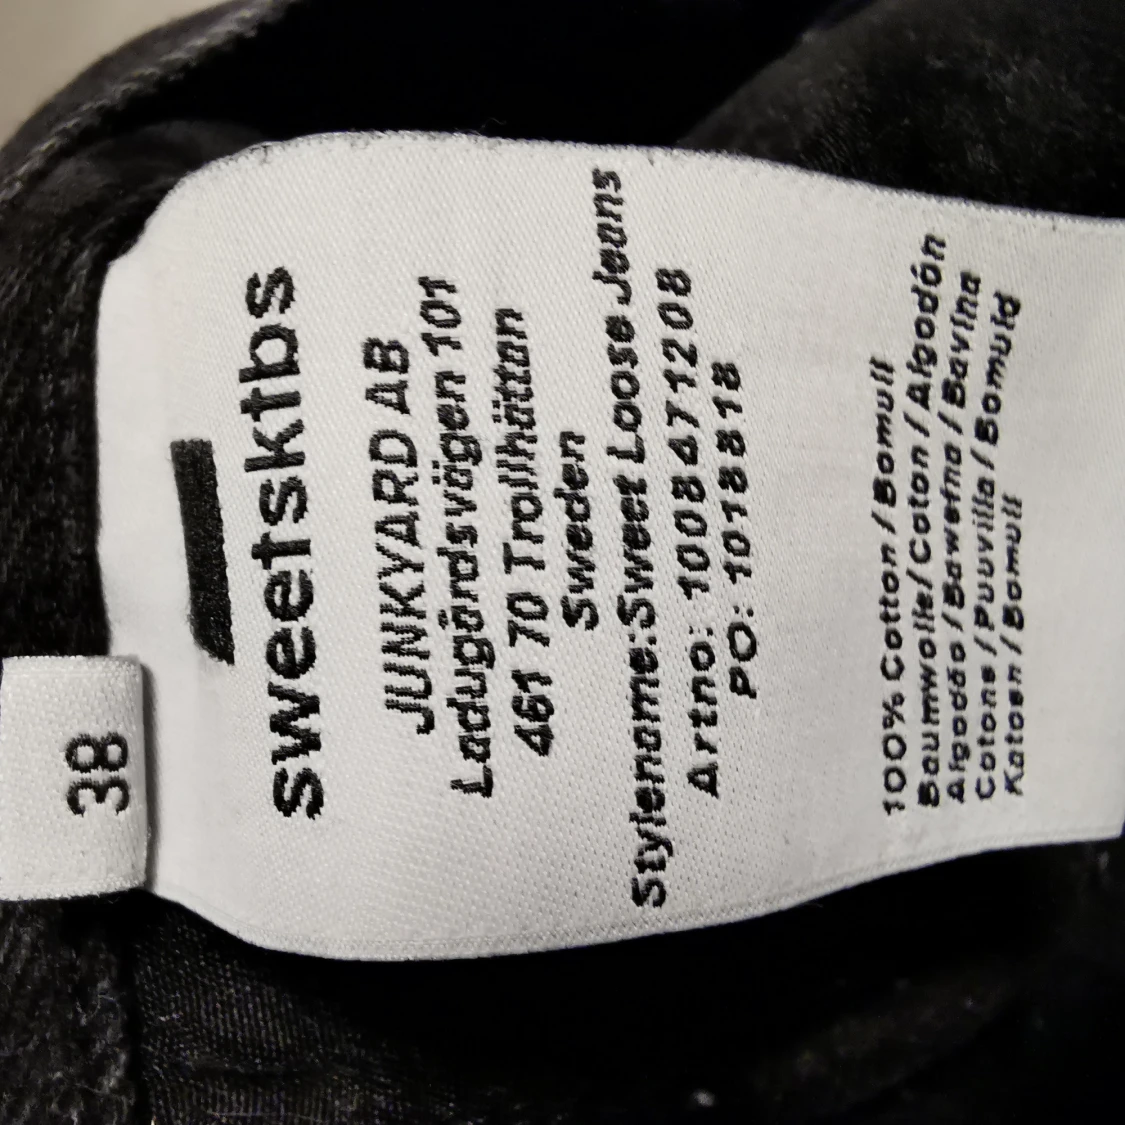 38
sweetsktbs
JUNKYARD AB
Ladugårdsvägen 101
461 70 Trollhättan
Sweden
Stylename:Sweet Loose Jeans
Artno: 1008471208
PO: 1018818
100% Cotton / Bomull
Baumwolle/ Coton / Algodón
Algodão / Bawełna / Bavlna
Cotone / Puuvilla / Bomuld
Katoen / Bomull